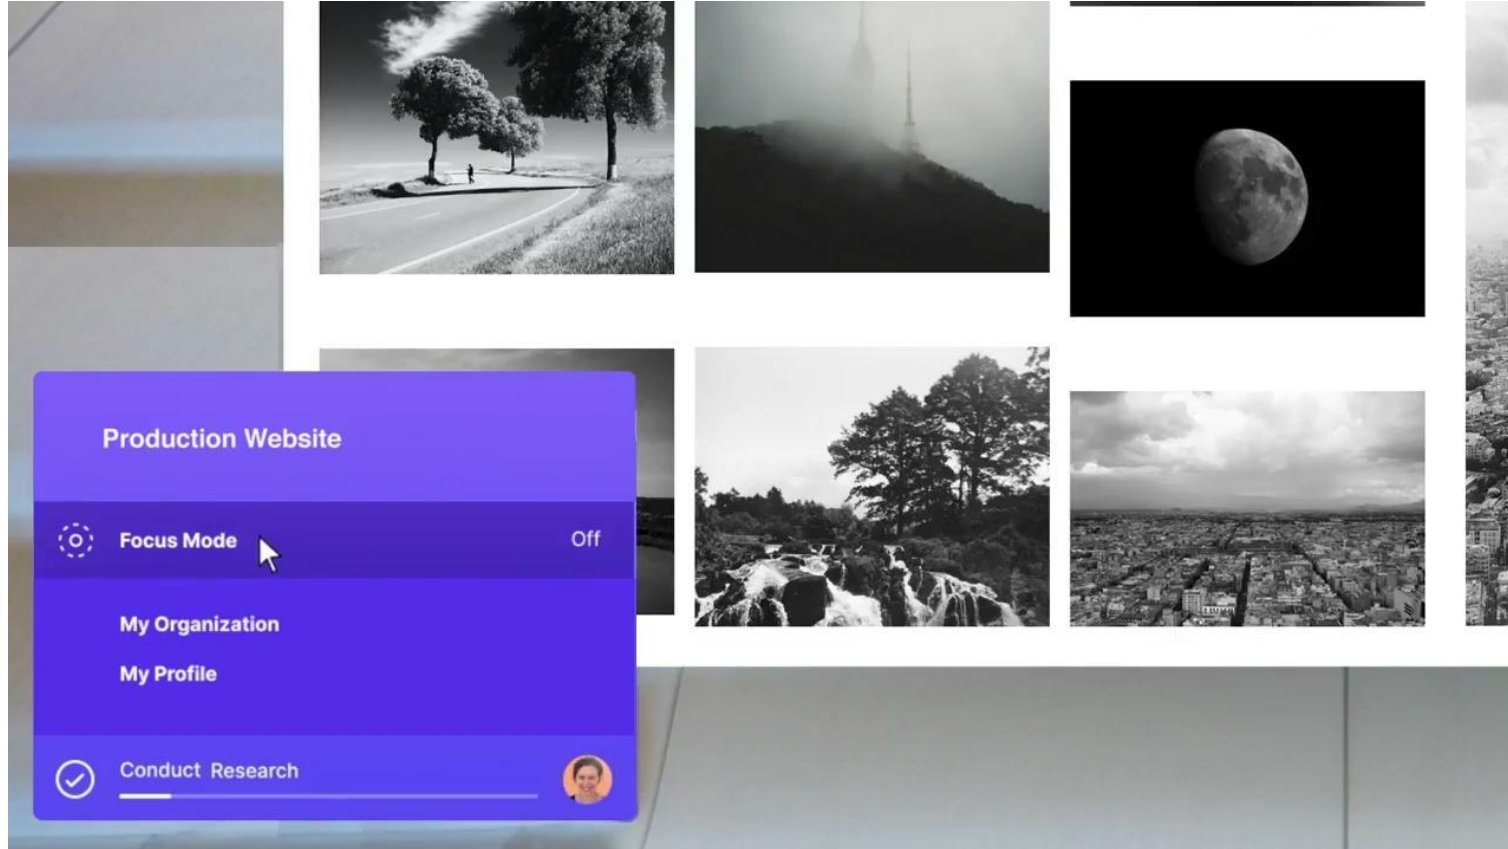 Production Website
Focus Mode Off
My Organization
My Profile
Conduct Research